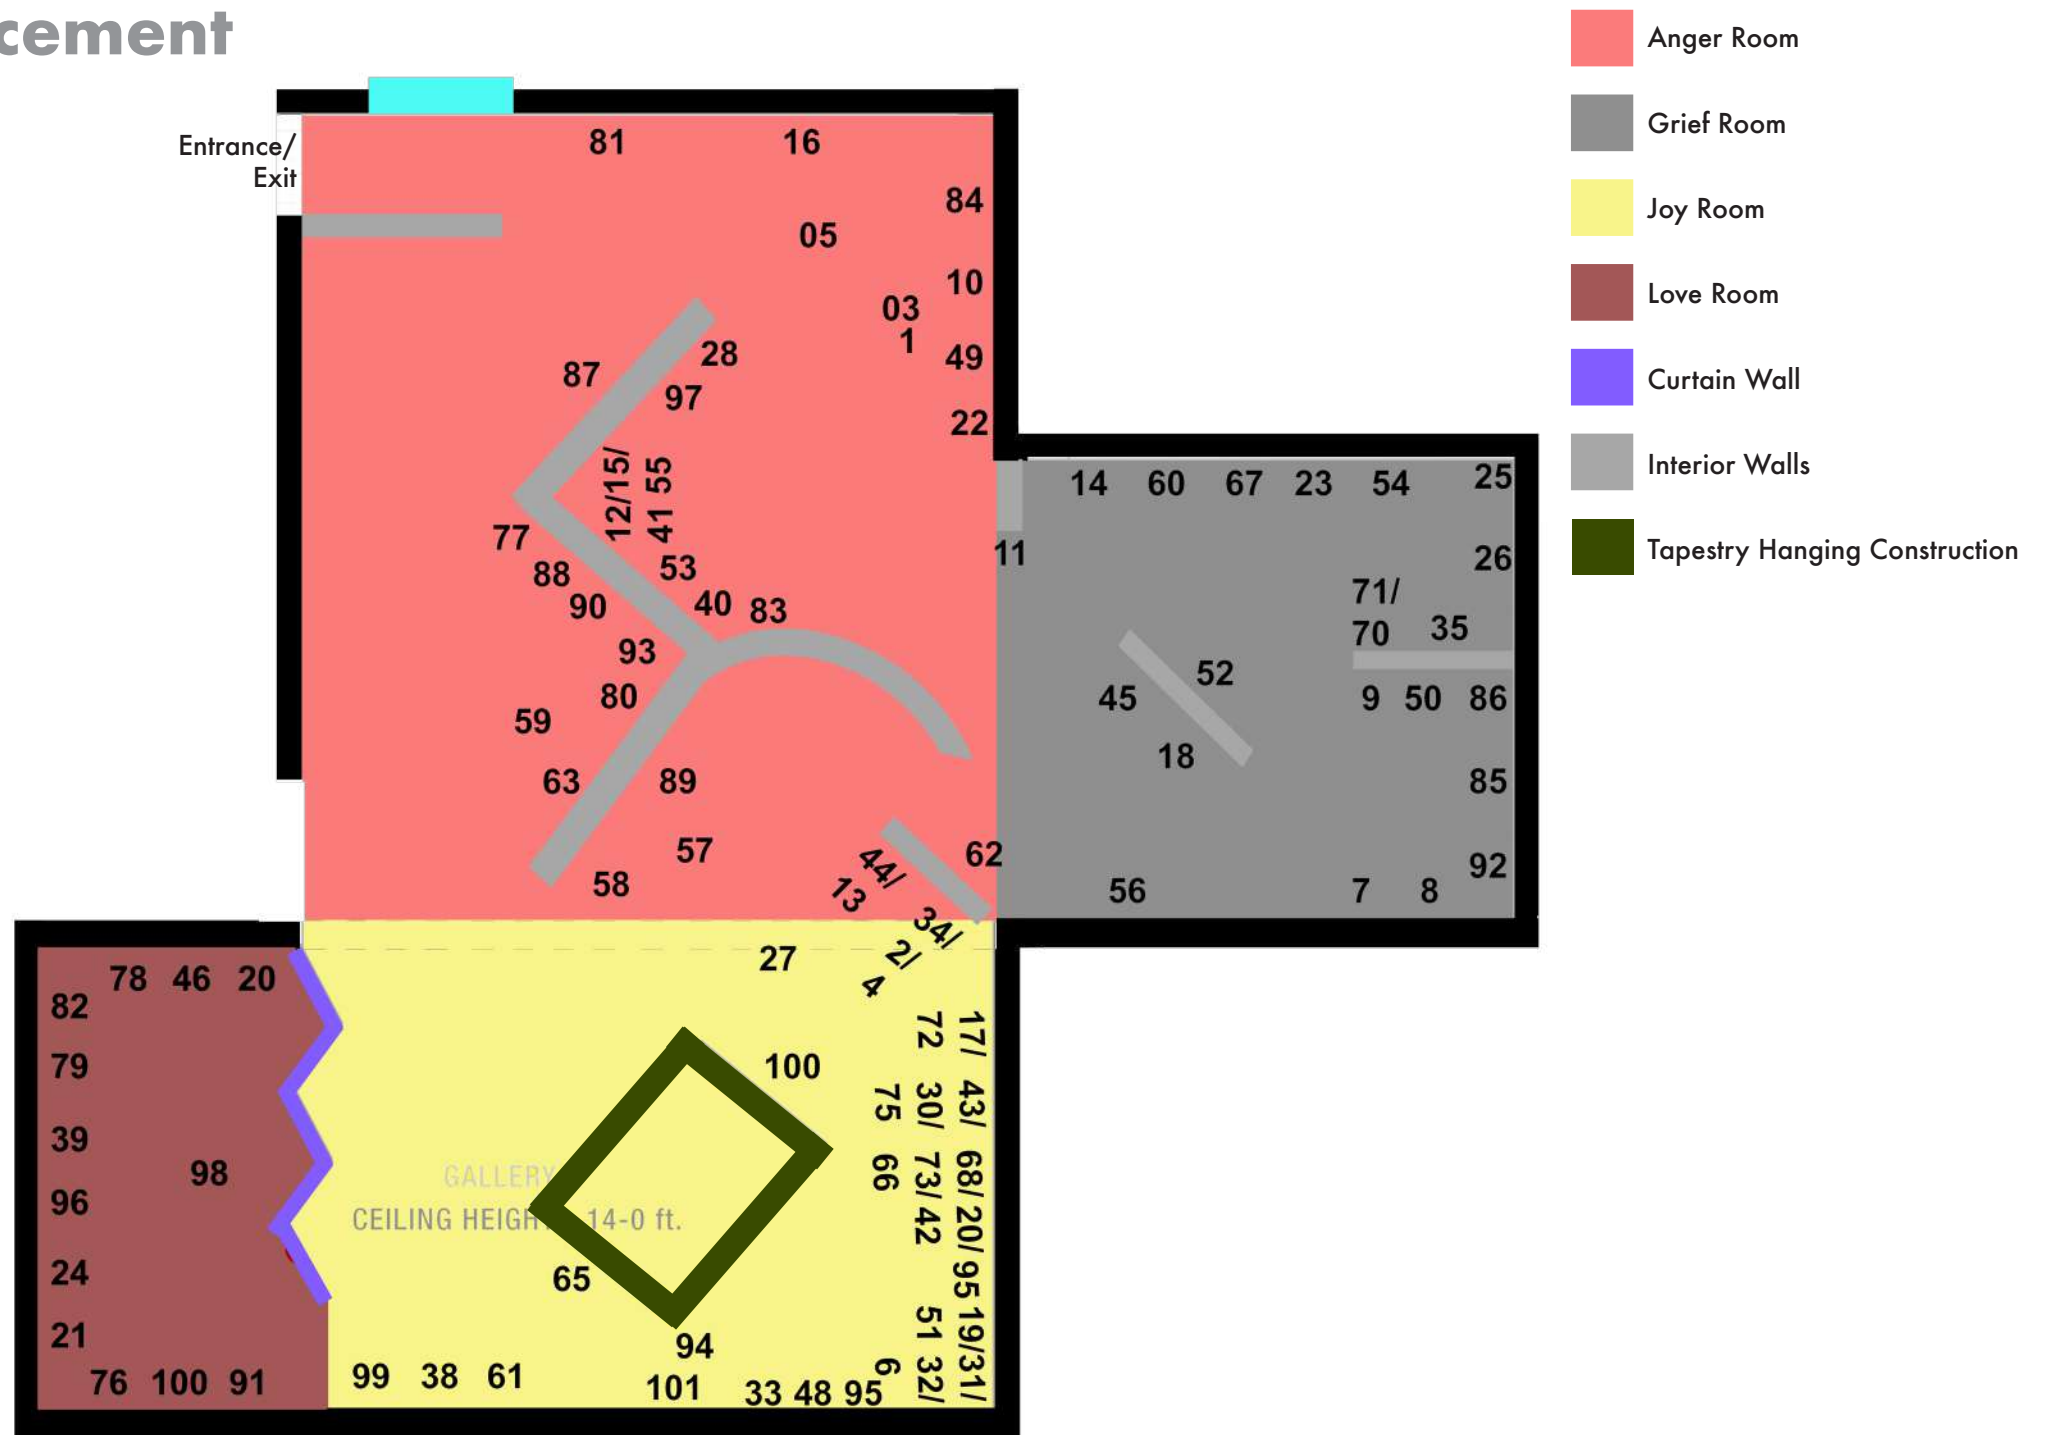 cement
Entrance/
Exit
81 16
84
05
10
03
1
49
28
87
97
22
12/15/
41 55
77
53
88
90
40 83
93
80
59
63 89
57
58
62
44/
13
34/
2/
4
11
14 60 67 23 54 25
26
71/
70 35
52
45
9 50 86
18
85
92
56 7 8
78 46 20
82
79
39
98
96
24
21
76 100 91
27
100
GALLERY
CEILING HEIGH 14-0 ft.
65
94
99 38 61
101 33 48 95
17/ 43/ 68/ 20/ 95 19/31/
72 30/ 73/ 42 51 32/
75 66 6
Anger Room
Grief Room
Joy Room
Love Room
Curtain Wall
Interior Walls
Tapestry Hanging Construction